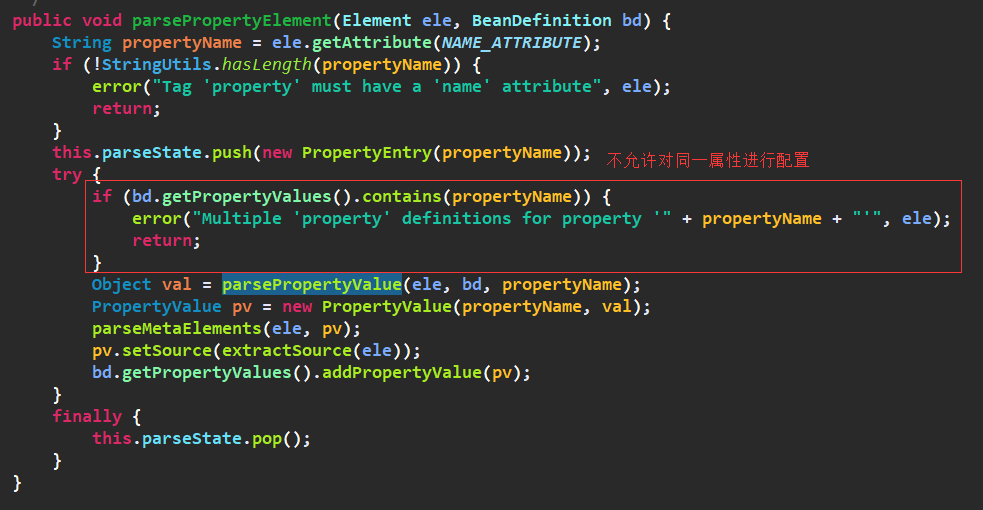 public void parsePropertyElement(Element ele, BeanDefinition bd) {
    String propertyName = ele.getAttribute(NAME_ATTRIBUTE);
    if (!StringUtils.hasLength(propertyName)) {
        error("Tag 'property' must have a 'name' attribute", ele);
        return;
    }
    this.parseState.push(new PropertyEntry(propertyName)); 不允许对同一属性进行配置
    try {
        if (bd.getPropertyValues().contains(propertyName)) {
            error("Multiple 'property' definitions for property '" + propertyName + "'", ele);
            return;
        }
        Object val = parsePropertyValue(ele, bd, propertyName);
        PropertyValue pv = new PropertyValue(propertyName, val);
        parseMetaElements(ele, pv);
        pv.setSource(extractSource(ele));
        bd.getPropertyValues().addPropertyValue(pv);
    }
    finally {
        this.parseState.pop();
    }
}